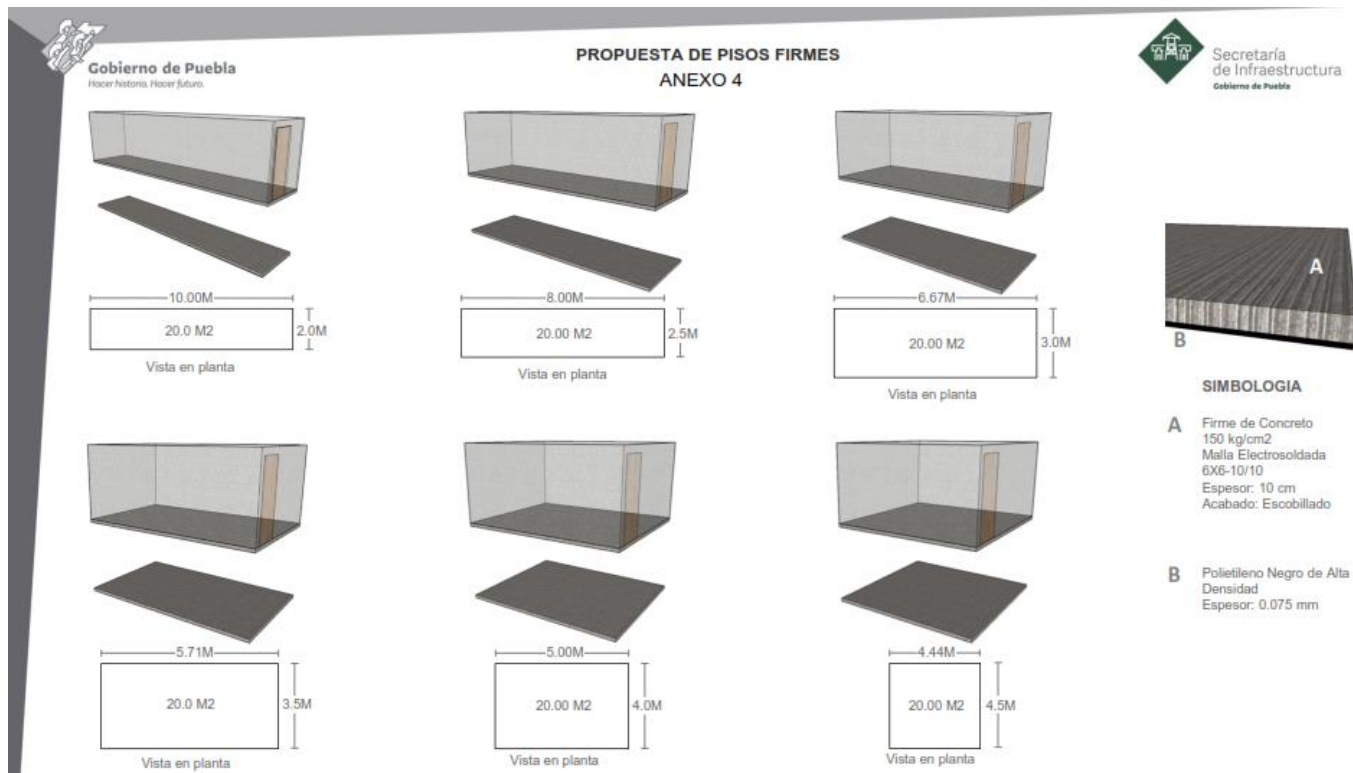 Gobierno de Puebla
Hacer historia. Hacer futuro.
PROPUESTA DE PISOS FIRMES
ANEXO 4
Secretaría
de Infraestructura
Gobierno de Puebla
10.00M
20.0 M2
2.0M
Vista en planta
8.00M
20.00 M2
2.5M
Vista en planta
6.67M
20.00 M2
3.0M
Vista en planta
5.71M
20.0 M2
3.5M
Vista en planta
5.00M
20.00 M2
4.0M
Vista en planta
4.44M
20.00 M2
4.5M
Vista en planta
A
B
SIMBOLOGIA
A Firme de Concreto
150 kg/cm2
Malla Electrosoldada
6X6-10/10
Espesor: 10 cm
Acabado: Escobillado
B Polietileno Negro de Alta
Densidad
Espesor: 0.075 mm